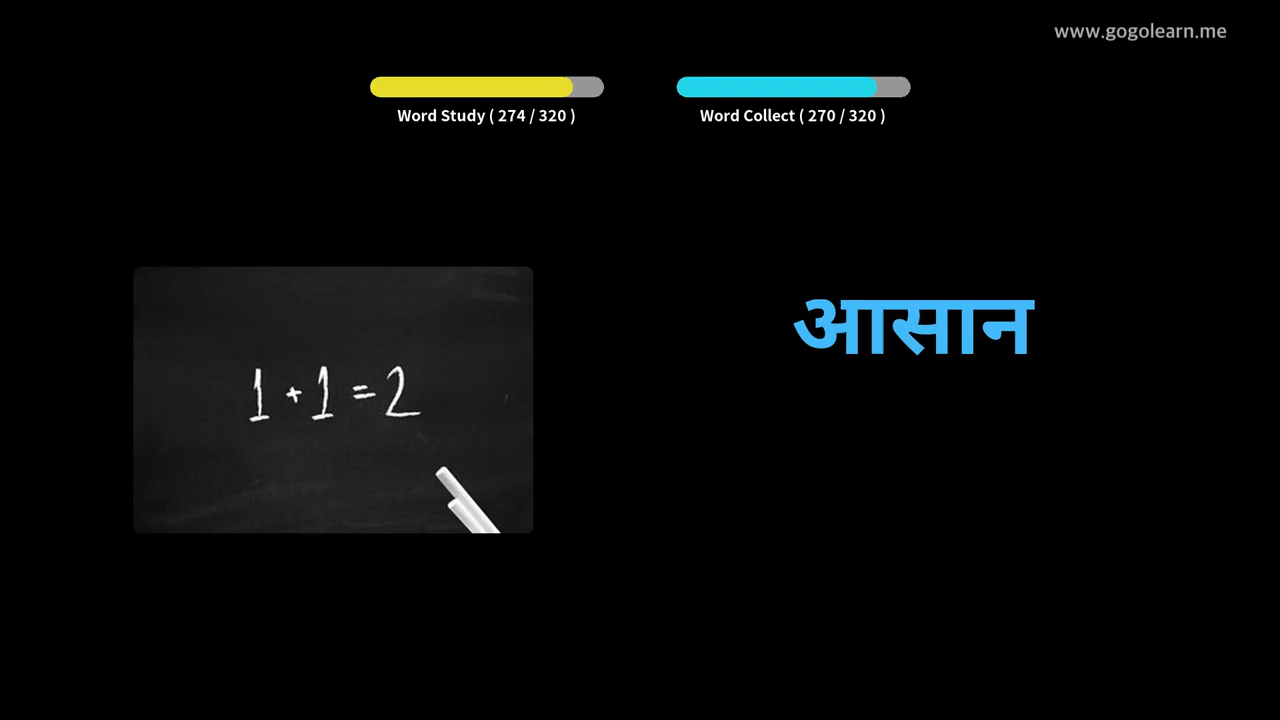 www.gogolearn.me
Word Study ( 274 / 320 )
Word Collect ( 270 / 320 )
1 + 1 = 2
आसान